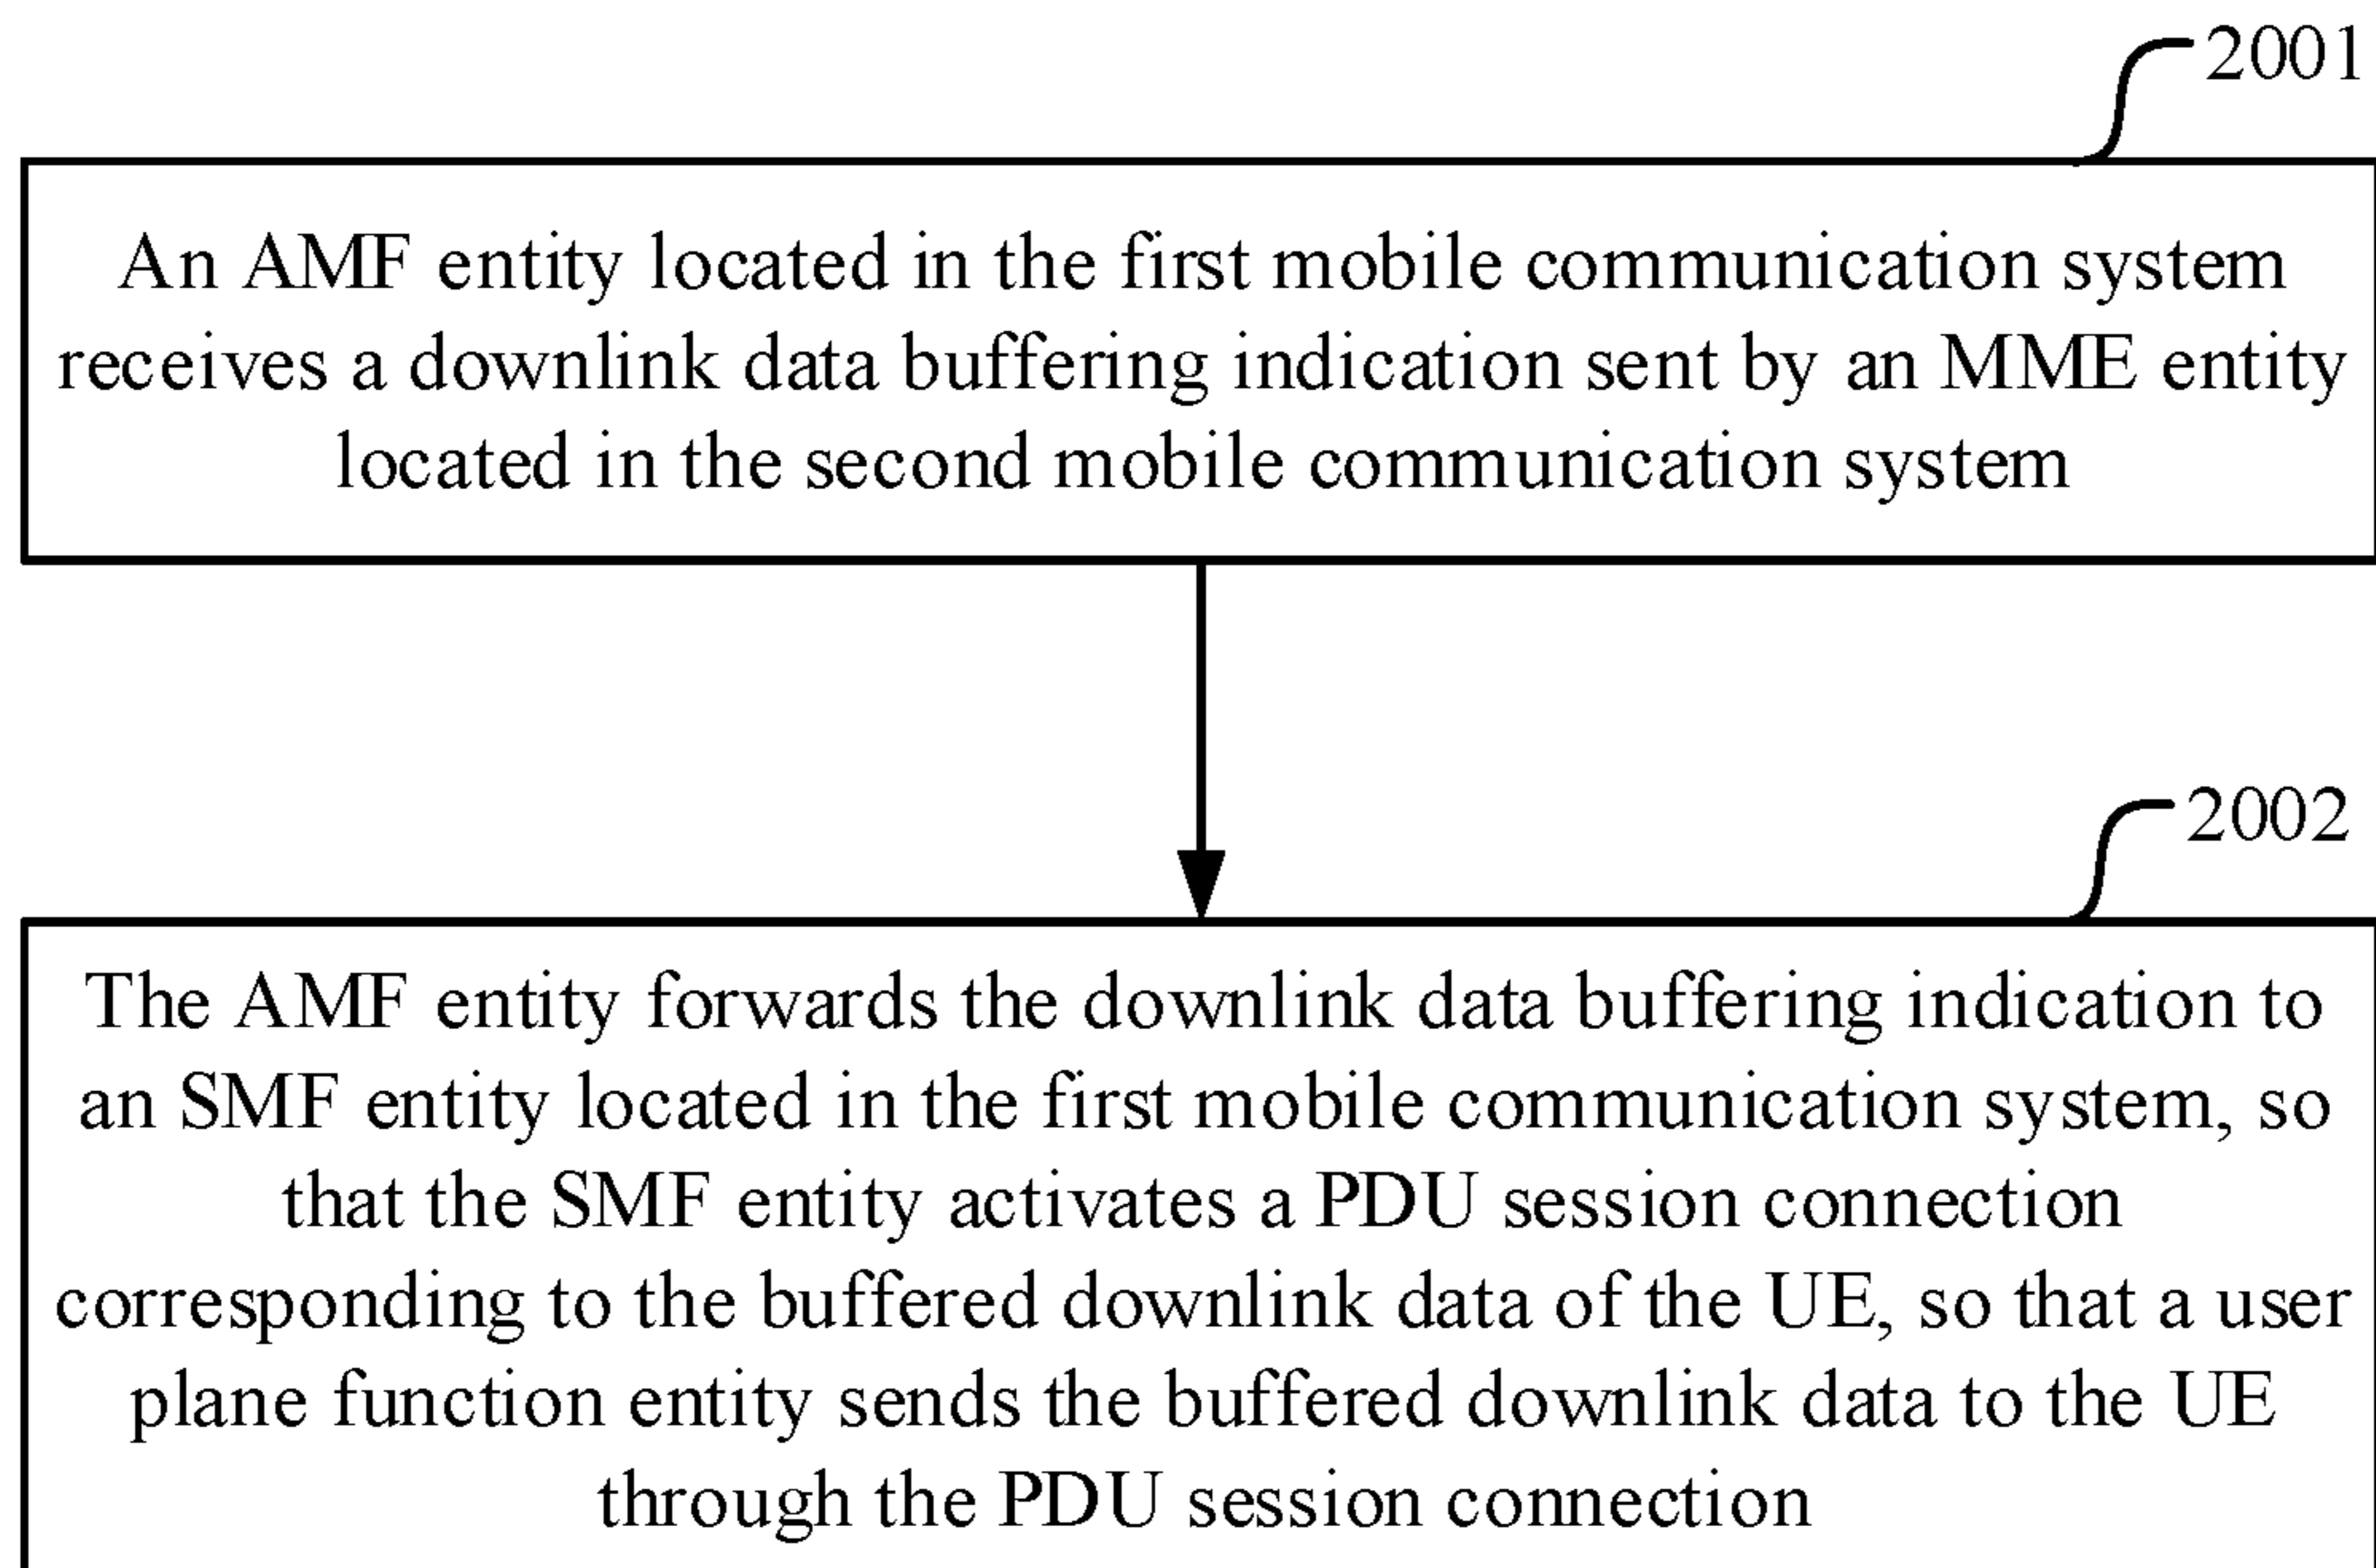 2001
An AMF entity located in the first mobile communication system
receives a downlink data buffering indication sent by an MME entity
located in the second mobile communication system
2002
The AMF entity forwards the downlink data buffering indication to
an SMF entity located in the first mobile communication system, so
that the SMF entity activates a PDU session connection
corresponding to the buffered downlink data of the UE, so that a user
plane function entity sends the buffered downlink data to the UE
through the PDU session connection